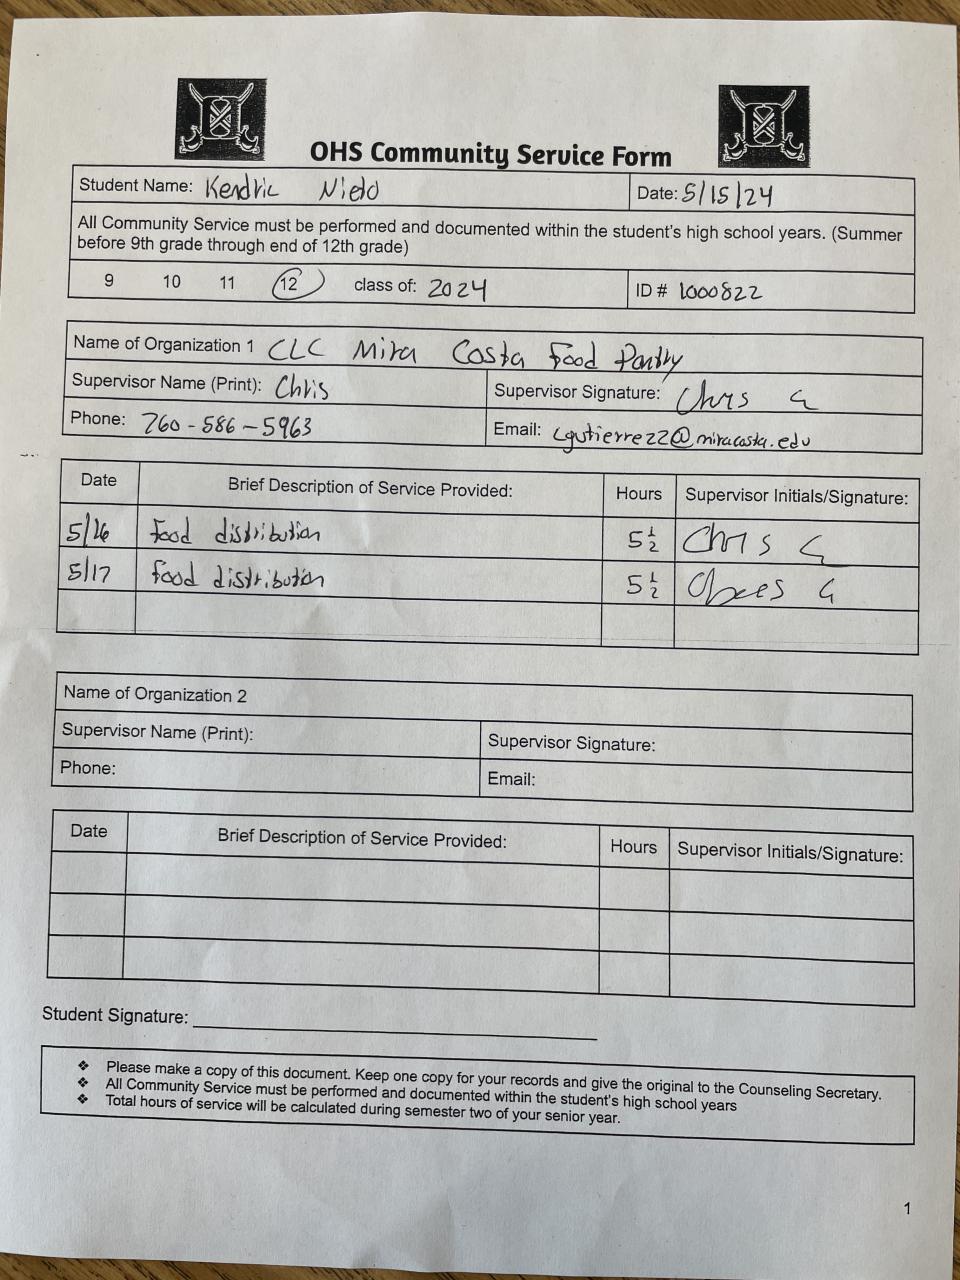 OHS Community Service Form
Student Name: Kendric Nieto Date: 5/15/24
All Community Service must be performed and documented within the student's high school years. (Summer
before 9th grade through end of 12th grade)
9 10 11 12 class of: 2024 ID # 1000822
Name of Organization 1 CLC Mira Costa Food Pantry
Supervisor Name (Print): Chris Supervisor Signature: Chris G
Phone: 760-586-5963 Email: cgutierrezz@miracosta.edu
Date Brief Description of Service Provided: Hours Supervisor Initials/Signature:
5/16 Food distribution 5 1/2 Chris G
5/17 Food distribution 5 1/2 G
Name of Organization 2
Supervisor Name (Print): Supervisor Signature:
Phone: Email:
Date Brief Description of Service Provided: Hours Supervisor Initials/Signature:
Student Signature:
❖ Please make a copy of this document. Keep one copy for your records and give the original to the Counseling Secretary.
❖ All Community Service must be performed and documented within the student's high school years
❖ Total hours of service will be calculated during semester two of your senior year.
1